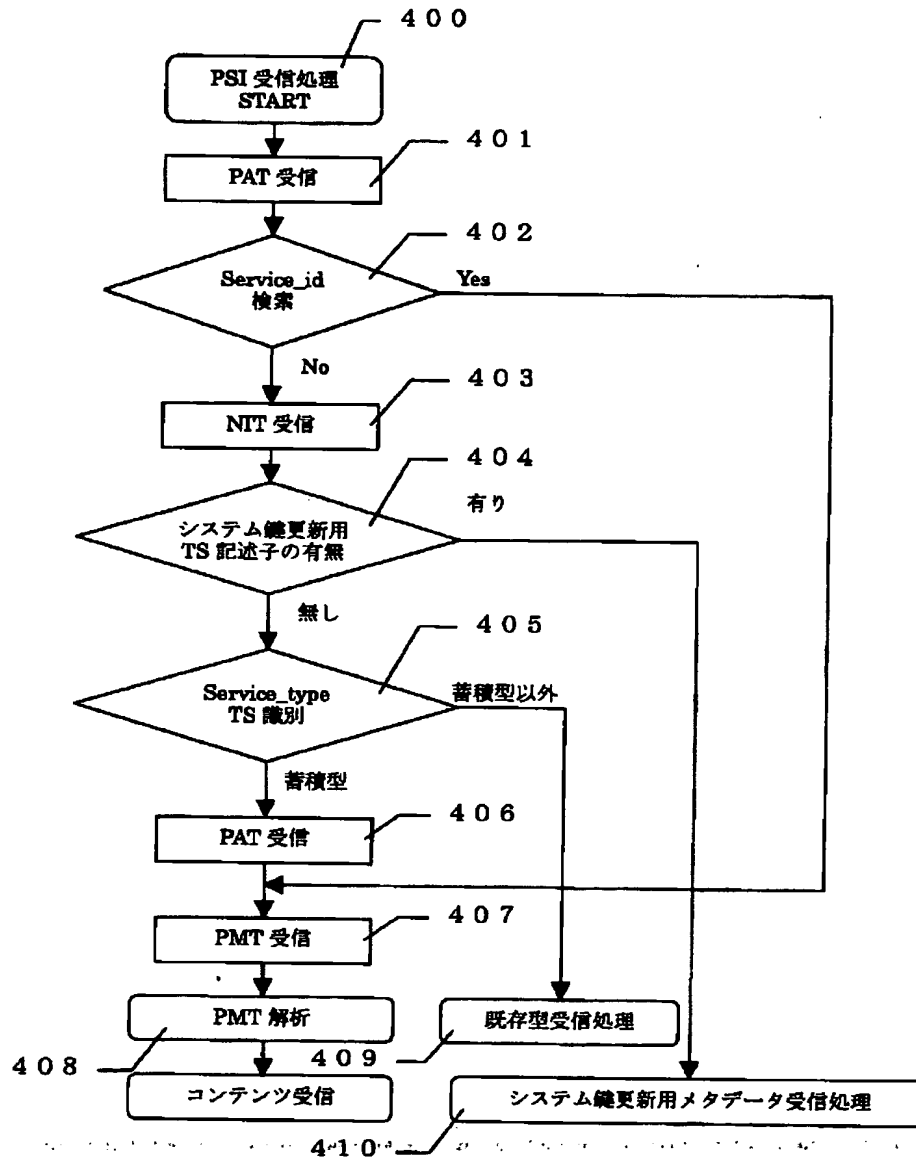 ４００
PSI 受信処理
START
４０１
PAT 受信
４０２
Service_id
検索
Yes
No
４０３
NIT 受信
４０４
有り
システム鍵更新用
TS 記述子の有無
無し
４０５
Service_type
TS 識別
蓄積型以外
蓄積型
４０６
PAT 受信
４０７
PMT 受信
PMT 解析
既存型受信処理
４０８
４０９
コンテンツ受信
システム鍵更新用メタデータ受信処理
４１０